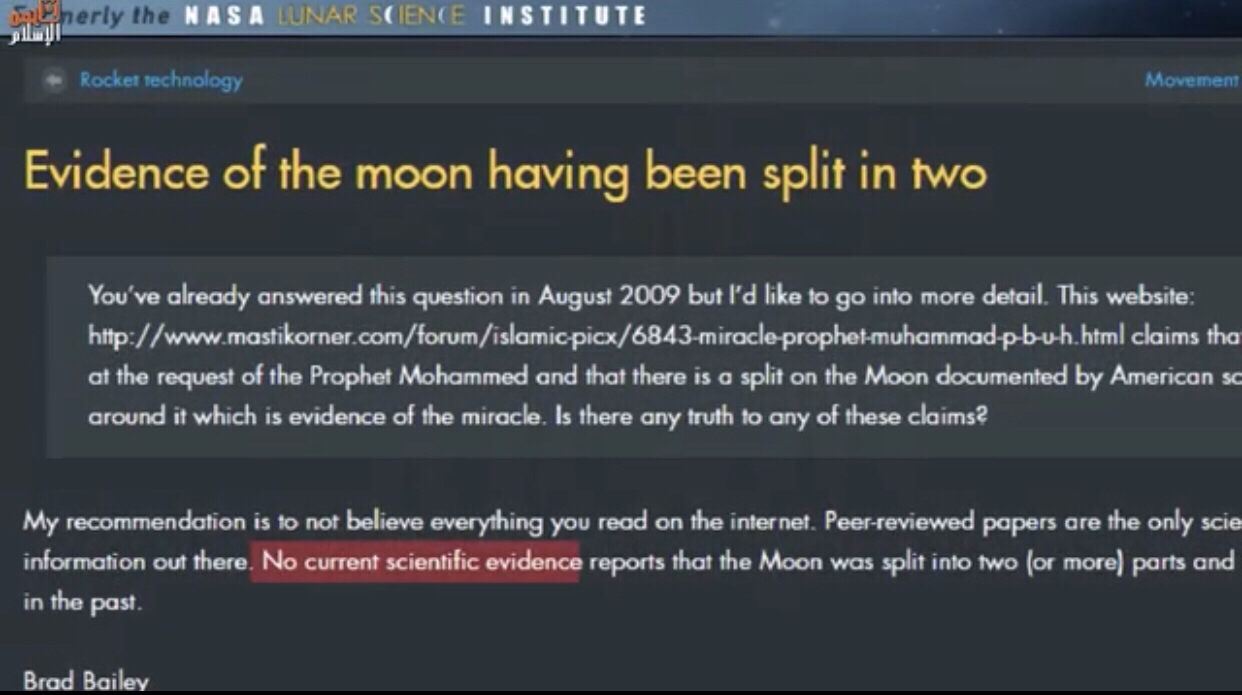 Formerly the NASA LUNAR SCIENCE INSTITUTE
الإسلام
Rocket technology
Movement
Evidence of the moon having been split in two
You've already answered this question in August 2009 but I'd like to go into more detail. This website:
http://www.mastikorner.com/forum/islamic-picx/6843-miracle-prophet-muhammad-p-b-u-h.html claims tha
at the request of the Prophet Mohammed and that there is a split on the Moon documented by American sc
around it which is evidence of the miracle. Is there any truth to any of these claims?
My recommendation is to not believe everything you read on the internet. Peer-reviewed papers are the only scie
information out there. No current scientific evidence reports that the Moon was split into two (or more) parts and
in the past.
Brad Bailey